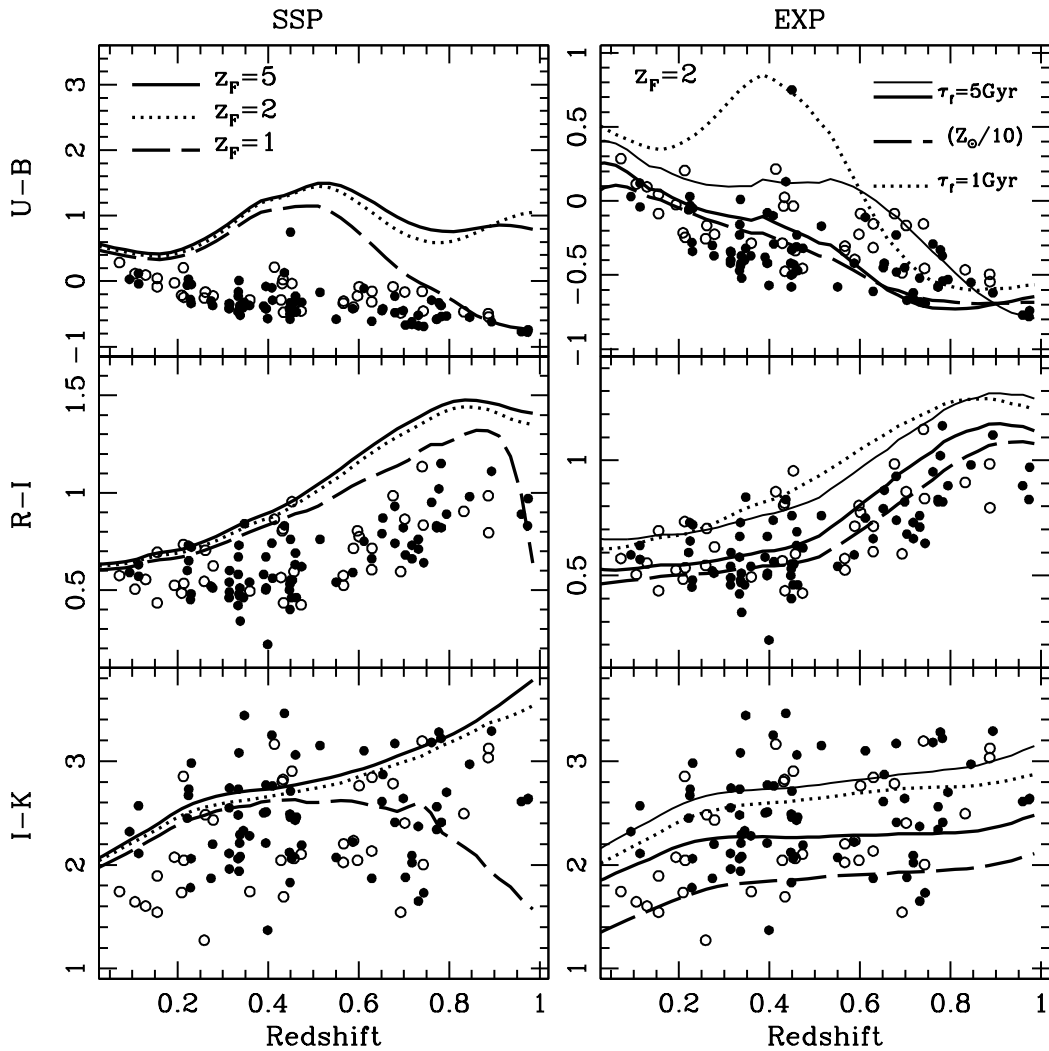 SSP
EXP
U−B
3
2
1
0
−1
z_F=5
z_F=2
z_F=1
1
0.5
0
−0.5
−1
z_F=2
τ_f=5Gyr
(Z_⊙/10)
τ_f=1Gyr
R−I
1.5
1
0.5
1
0.5
I−K
3
2
1
3
2
1
0.2
0.4
0.6
0.8
1
Redshift
0.2
0.4
0.6
0.8
1
Redshift